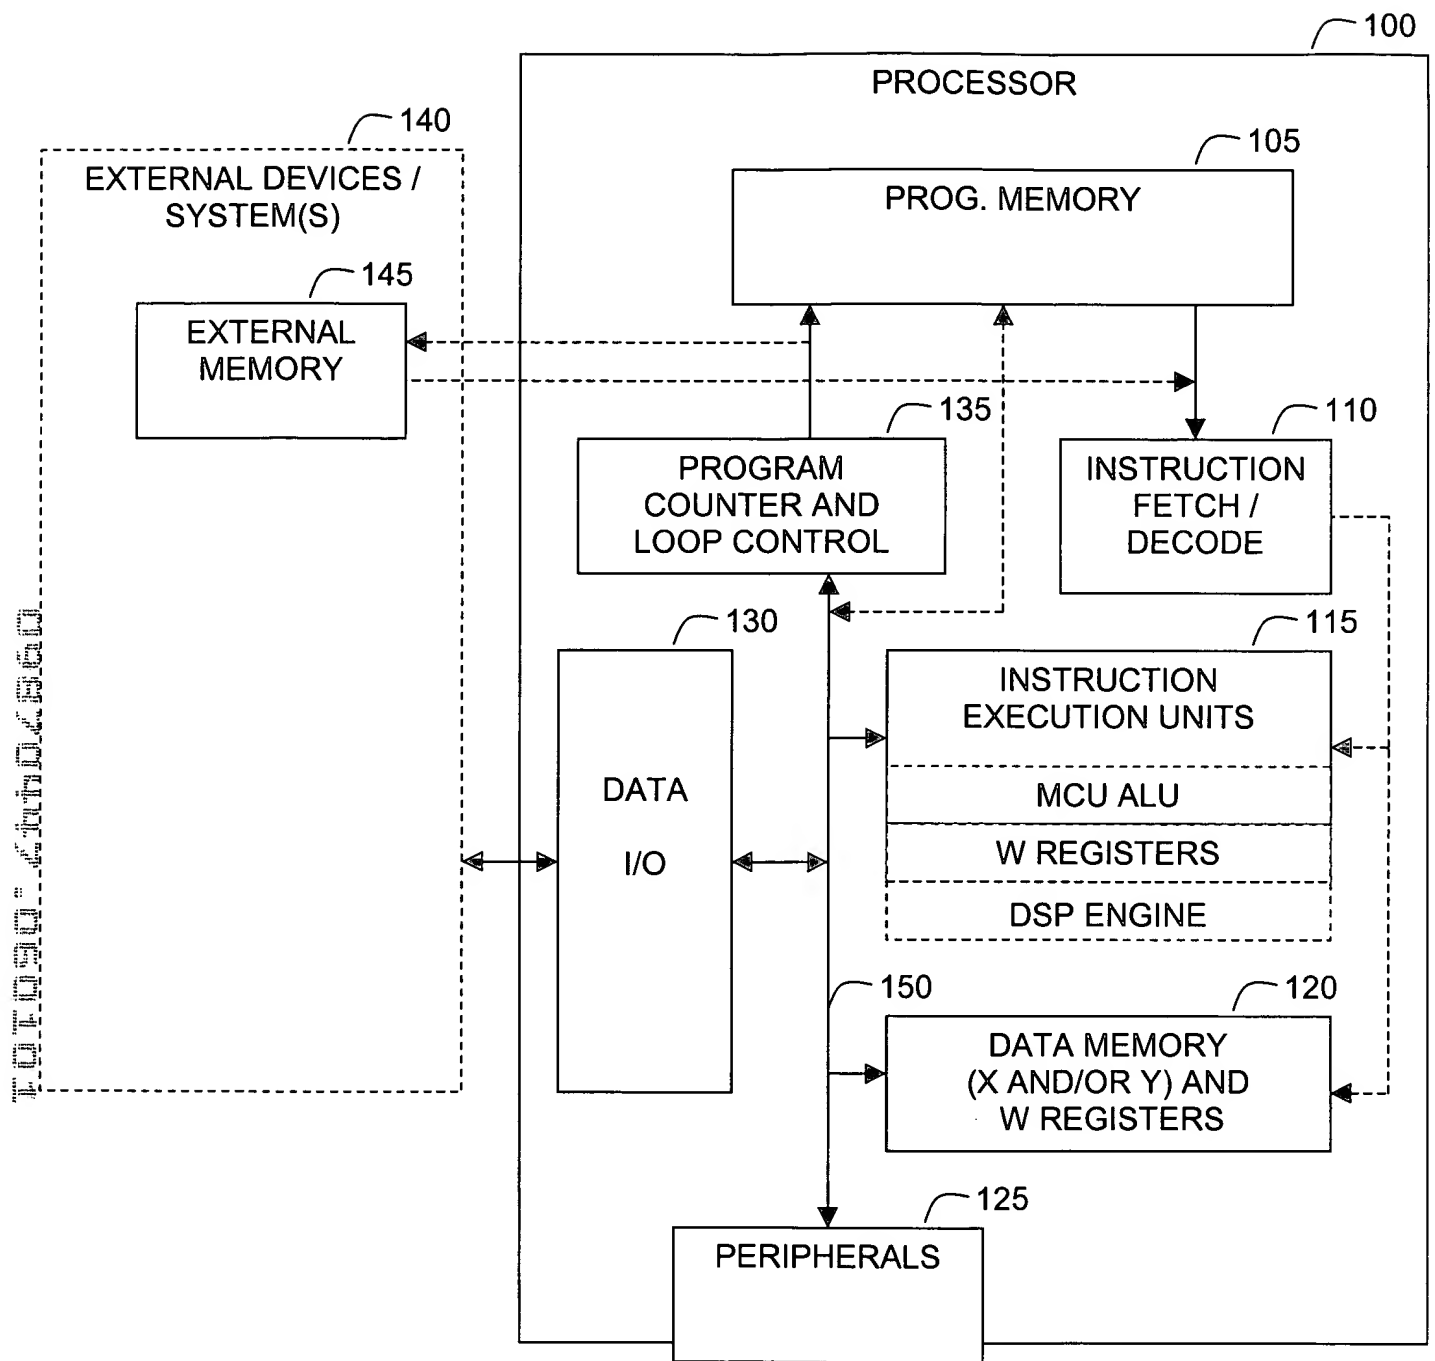 100
PROCESSOR
140
EXTERNAL DEVICES /
SYSTEM(S)
105
PROG. MEMORY
145
EXTERNAL
MEMORY
135
PROGRAM
COUNTER AND
LOOP CONTROL
110
INSTRUCTION
FETCH /
DECODE
130
DATA
I/O
115
INSTRUCTION
EXECUTION UNITS
MCU ALU
W REGISTERS
DSP ENGINE
150
120
DATA MEMORY
(X AND/OR Y) AND
W REGISTERS
125
PERIPHERALS